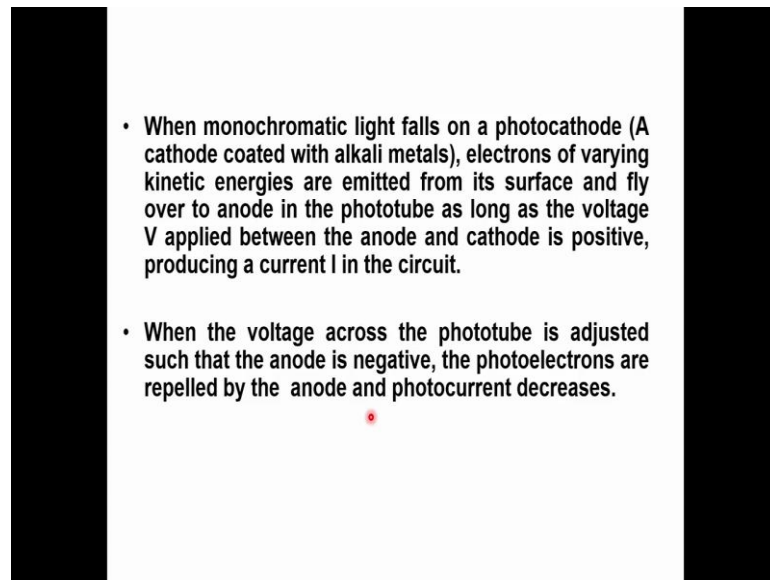 • When monochromatic light falls on a photocathode (A
cathode coated with alkali metals), electrons of varying
kinetic energies are emitted from its surface and fly
over to anode in the phototube as long as the voltage
V applied between the anode and cathode is positive,
producing a current I in the circuit.
• When the voltage across the phototube is adjusted
such that the anode is negative, the photoelectrons are
repelled by the anode and photocurrent decreases.